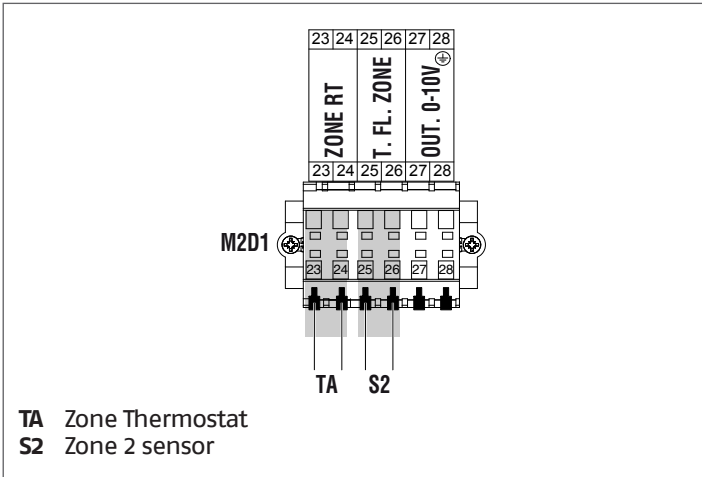 23 24 25 26 27 28
ZONE RT
T. FL. ZONE
OUT. 0-10V
23 24 25 26 27 28
M2D1
23 24 25 26 27 28
TA S2
TA Zone Thermostat
S2 Zone 2 sensor